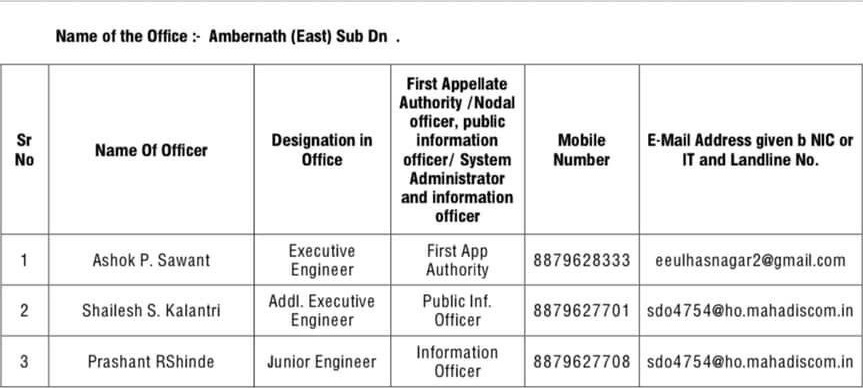 Name of the Office :- Ambernath (East) Sub Dn .
Sr No | Name Of Officer | Designation in Office | First Appellate Authority /Nodal officer, public information officer/ System Administrator and information officer | Mobile Number | E-Mail Address given b NIC or IT and Landline No.
1 | Ashok P. Sawant | Executive Engineer | First App Authority | 8879628333 | eeulhasnagar2@gmail.com
2 | Shailesh S. Kalantri | Addl. Executive Engineer | Public Inf. Officer | 8879627701 | sdo4754@ho.mahadiscom.in
3 | Prashant RShinde | Junior Engineer | Information Officer | 8879627708 | sdo4754@ho.mahadiscom.in